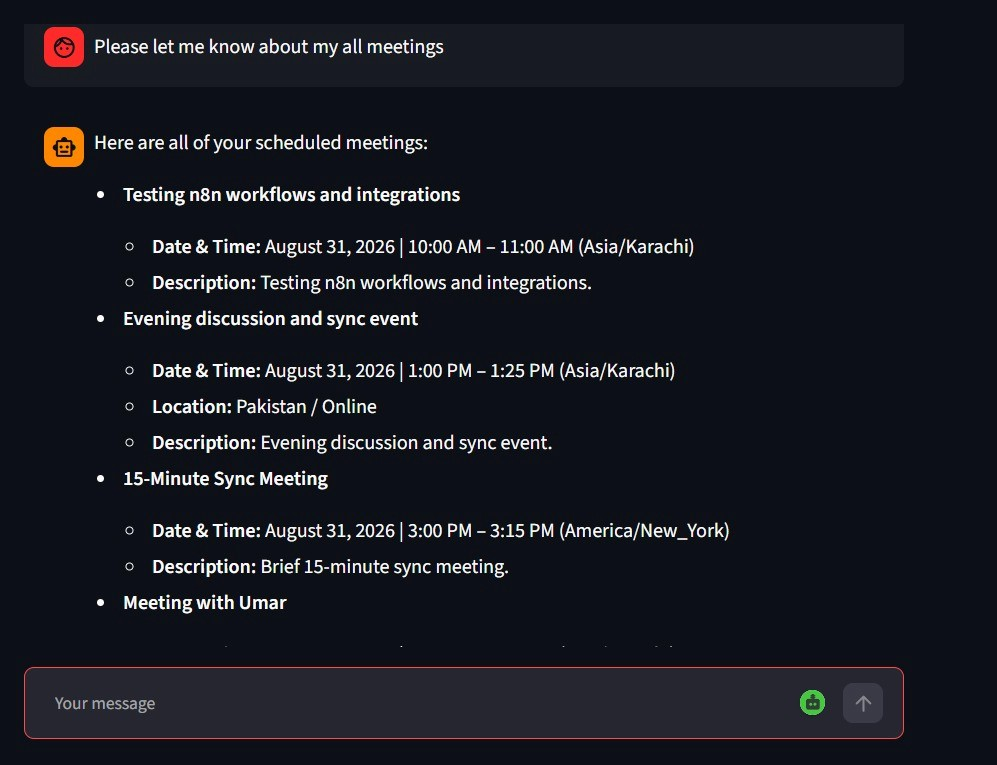 Please let me know about my all meetings
Here are all of your scheduled meetings:
Testing n8n workflows and integrations
Date & Time: August 31, 2026 | 10:00 AM – 11:00 AM (Asia/Karachi)
Description: Testing n8n workflows and integrations.
Evening discussion and sync event
Date & Time: August 31, 2026 | 1:00 PM – 1:25 PM (Asia/Karachi)
Location: Pakistan / Online
Description: Evening discussion and sync event.
15-Minute Sync Meeting
Date & Time: August 31, 2026 | 3:00 PM – 3:15 PM (America/New_York)
Description: Brief 15-minute sync meeting.
Meeting with Umar
Your message